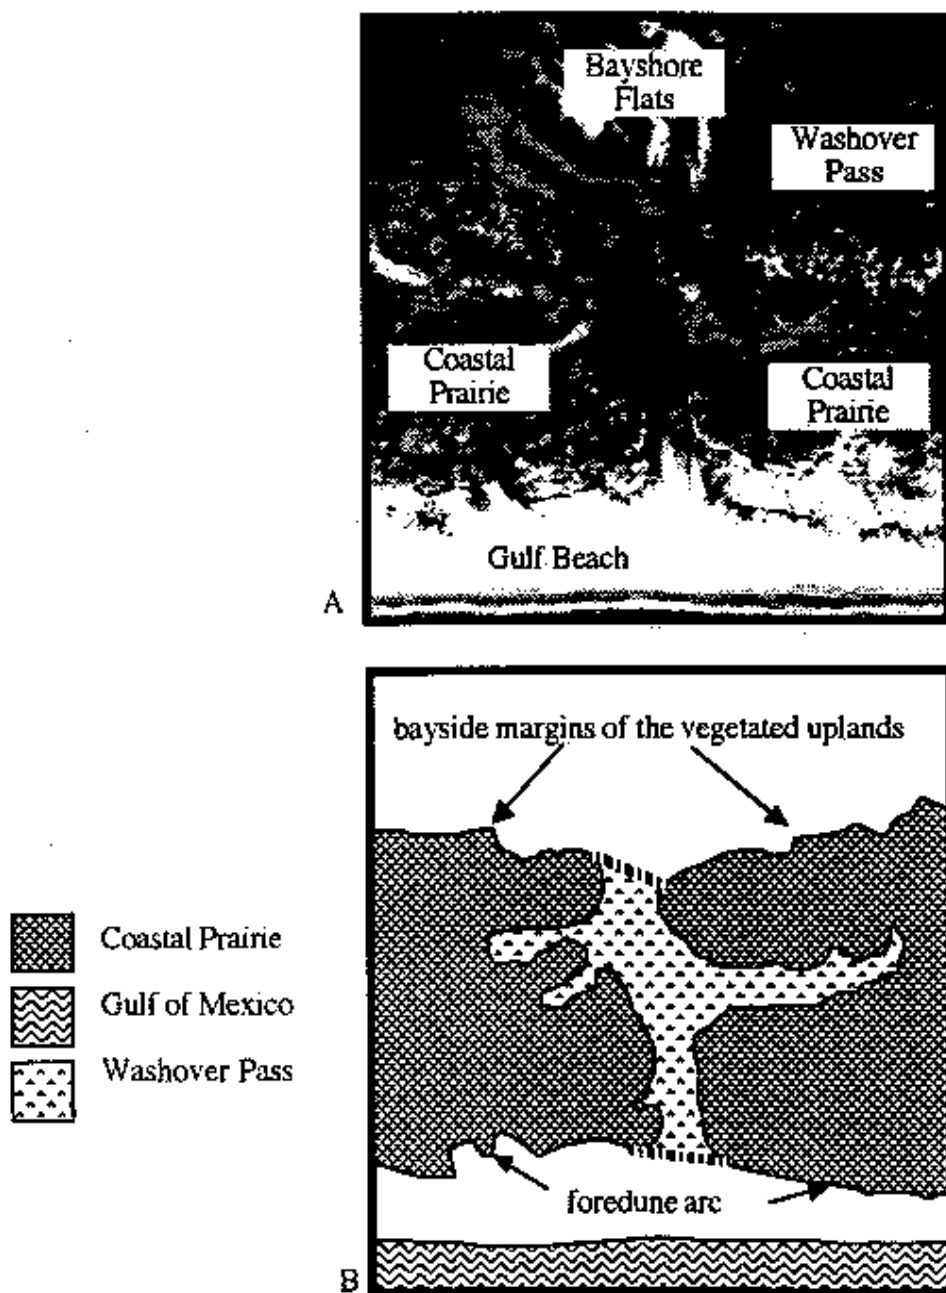 Bayshore
Flats
Washover
Pass
Coastal
Prairie
Coastal
Prairie
Gulf Beach
A
bayside margins of the vegetated uplands
Coastal Prairie
Gulf of Mexico
Washover Pass
foredune arc
B